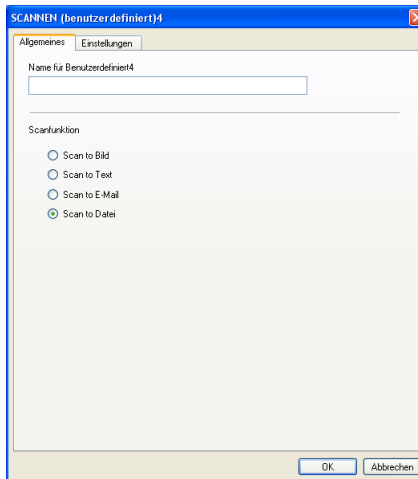 SCANNEN (benutzerdefiniert)4
Allgemeines Einstellungen
Name für Benutzerdefiniert4
Scanfunktion
Scan to Bild
Scan to Text
Scan to E-Mail
Scan to Datei
OK Abbrechen